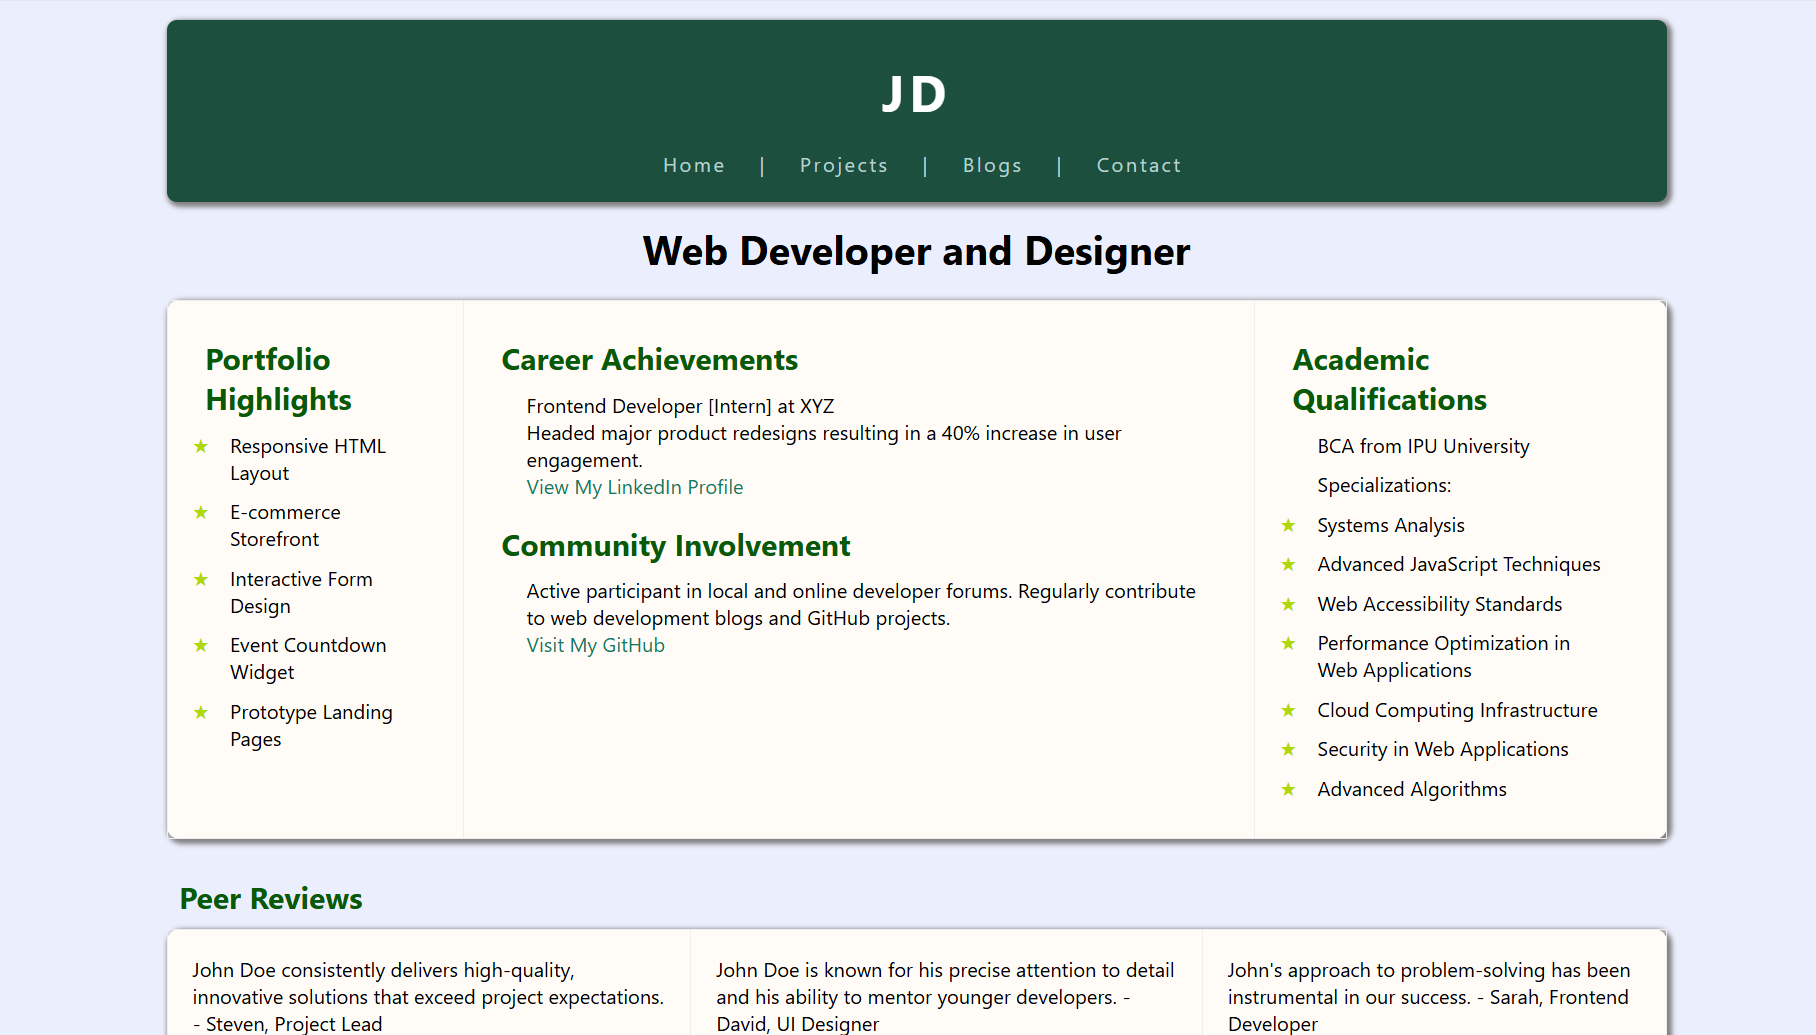 JD
Home | Projects | Blogs | Contact
Web Developer and Designer
Portfolio
Highlights
★ Responsive HTML
Layout
★ E-commerce
Storefront
★ Interactive Form
Design
★ Event Countdown
Widget
★ Prototype Landing
Pages
Career Achievements
Frontend Developer [Intern] at XYZ
Headed major product redesigns resulting in a 40% increase in user
engagement.
View My LinkedIn Profile
Community Involvement
Active participant in local and online developer forums. Regularly contribute
to web development blogs and GitHub projects.
Visit My GitHub
Academic
Qualifications
BCA from IPU University
Specializations:
★ Systems Analysis
★ Advanced JavaScript Techniques
★ Web Accessibility Standards
★ Performance Optimization in
Web Applications
★ Cloud Computing Infrastructure
★ Security in Web Applications
★ Advanced Algorithms
Peer Reviews
John Doe consistently delivers high-quality,
innovative solutions that exceed project expectations.
- Steven, Project Lead
John Doe is known for his precise attention to detail
and his ability to mentor younger developers. -
David, UI Designer
John's approach to problem-solving has been
instrumental in our success. - Sarah, Frontend
Developer